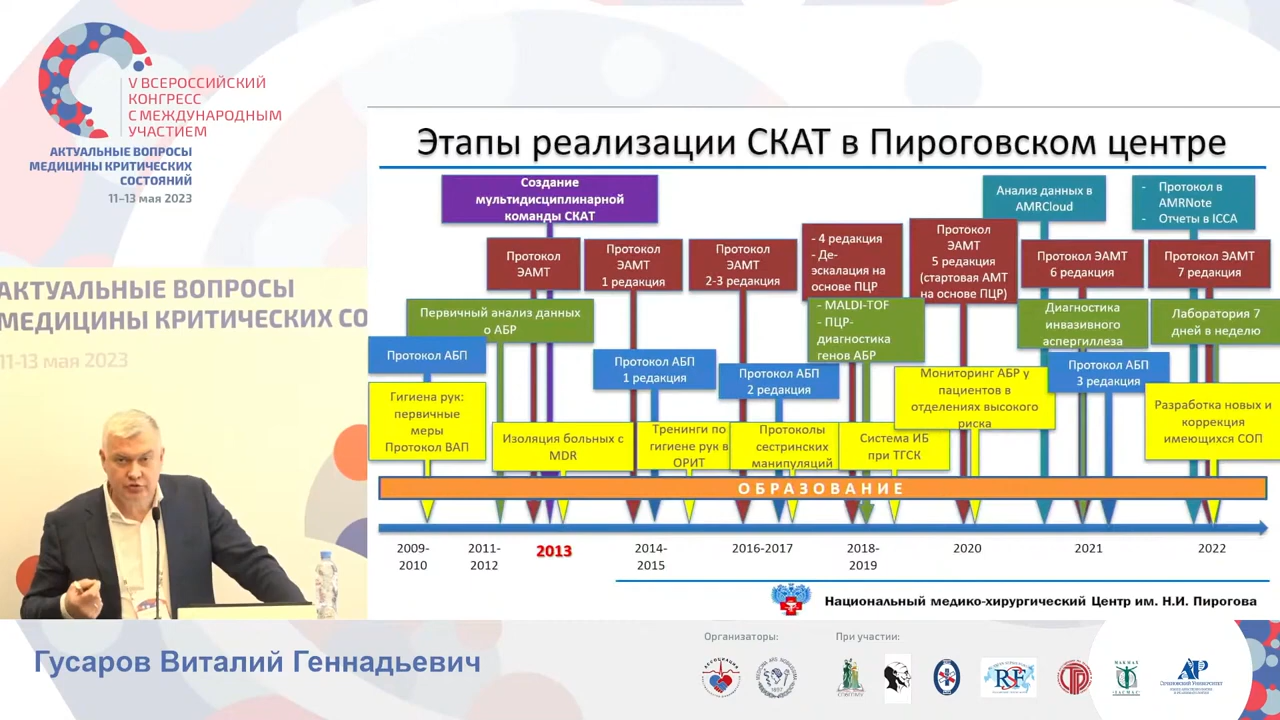 V ВСЕРОССИЙСКИЙ
КОНГРЕСС
С МЕЖДУНАРОДНЫМ
УЧАСТИЕМ
АКТУАЛЬНЫЕ ВОПРОСЫ
МЕДИЦИНЫ КРИТИЧЕСКИХ
СОСТОЯНИЙ
11–13 мая 2023
АКТУАЛЬНЫЕ ВОПРОСЫ
МЕДИЦИНЫ КРИТИЧЕСКИХ СО
11-13 мая 2023
Этапы реализации СКАТ в Пироговском центре
Создание
мультидисциплинарной
команды СКАТ
Анализ данных в
AMRCloud
- Протокол в
AMRNote
- Отчеты в ICCA
Протокол
ЭАМТ
Протокол
ЭАМТ
1 редакция
Протокол
ЭАМТ
2-3 редакция
- 4 редакция
- Де-
эскалация на
основе ПЦР
Протокол
ЭАМТ
5 редакция
(стартовая АМТ
на основе ПЦР)
Протокол ЭАМТ
6 редакция
Протокол ЭАМТ
7 редакция
Первичный анализ данных
о АБР
- MALDI-TOF
- ПЦР-
диагностика
генов АБР
Диагностика
инвазивного
аспергиллеза
Лаборатория 7
дней в неделю
Протокол АБП
Протокол АБП
1 редакция
Протокол АБП
2 редакция
Протокол АБП
3 редакция
Гигиена рук:
первичные
меры
Протокол ВАП
Изоляция больных с
MDR
Тренинги по
гигиене рук в
ОРИТ
Протоколы
сестринских
манипуляций
Система ИБ
при ТГСК
Мониторинг АБР у
пациентов в
отделениях высокого
риска
Разработка новых и
коррекция
имеющихся СОП
ОБРАЗОВАНИЕ
2009-
2010
2011-
2012
2013
2014-
2015
2016-2017
2018-
2019
2020
2021
2022
Национальный медико-хирургический Центр им. Н.И. Пирогова
Гусаров Виталий Геннадьевич
Организаторы:
При участии: